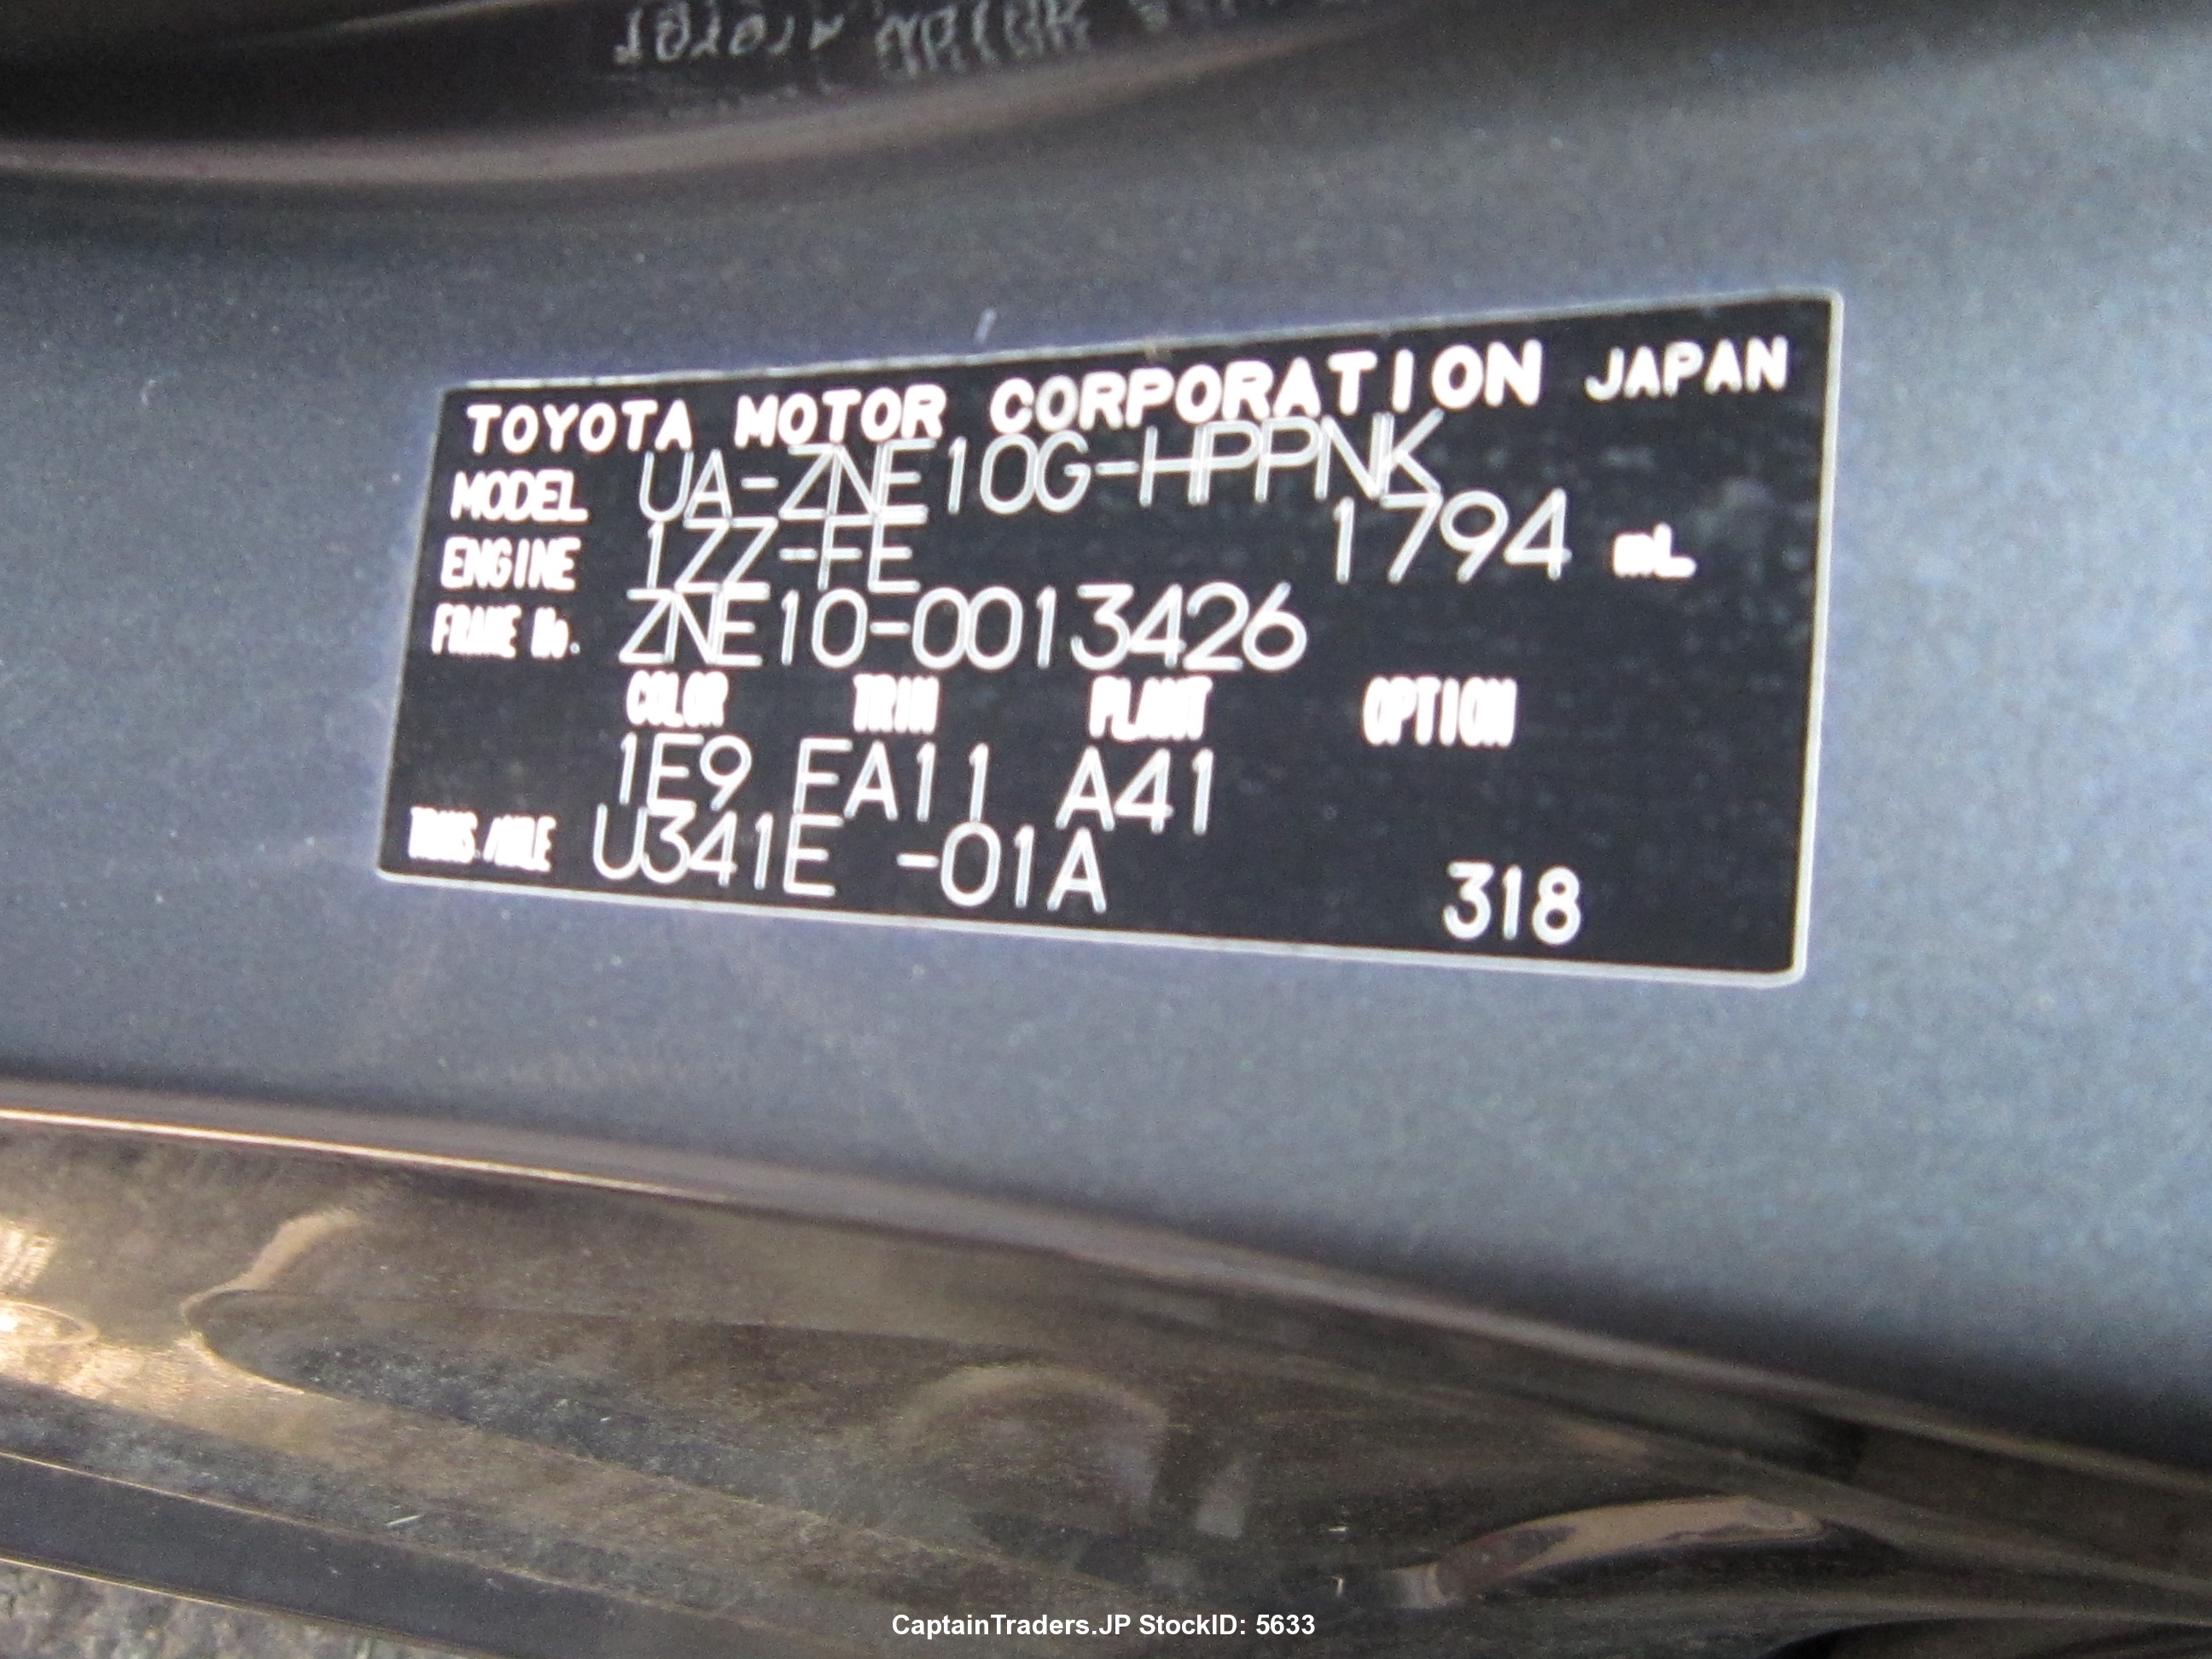 TOYOTA MOTOR CORPORATION JAPAN
MODEL UA-ZNE10G-HPPNK
ENGINE 1ZZ-FE 1794 mL
FRAME No. ZNE10-0013426
COLOR TRIM PLANT OPTION
1E9 FA11 A41
TRANS./AXLE U341E -01A 318
CaptainTraders.JP StockID: 5633